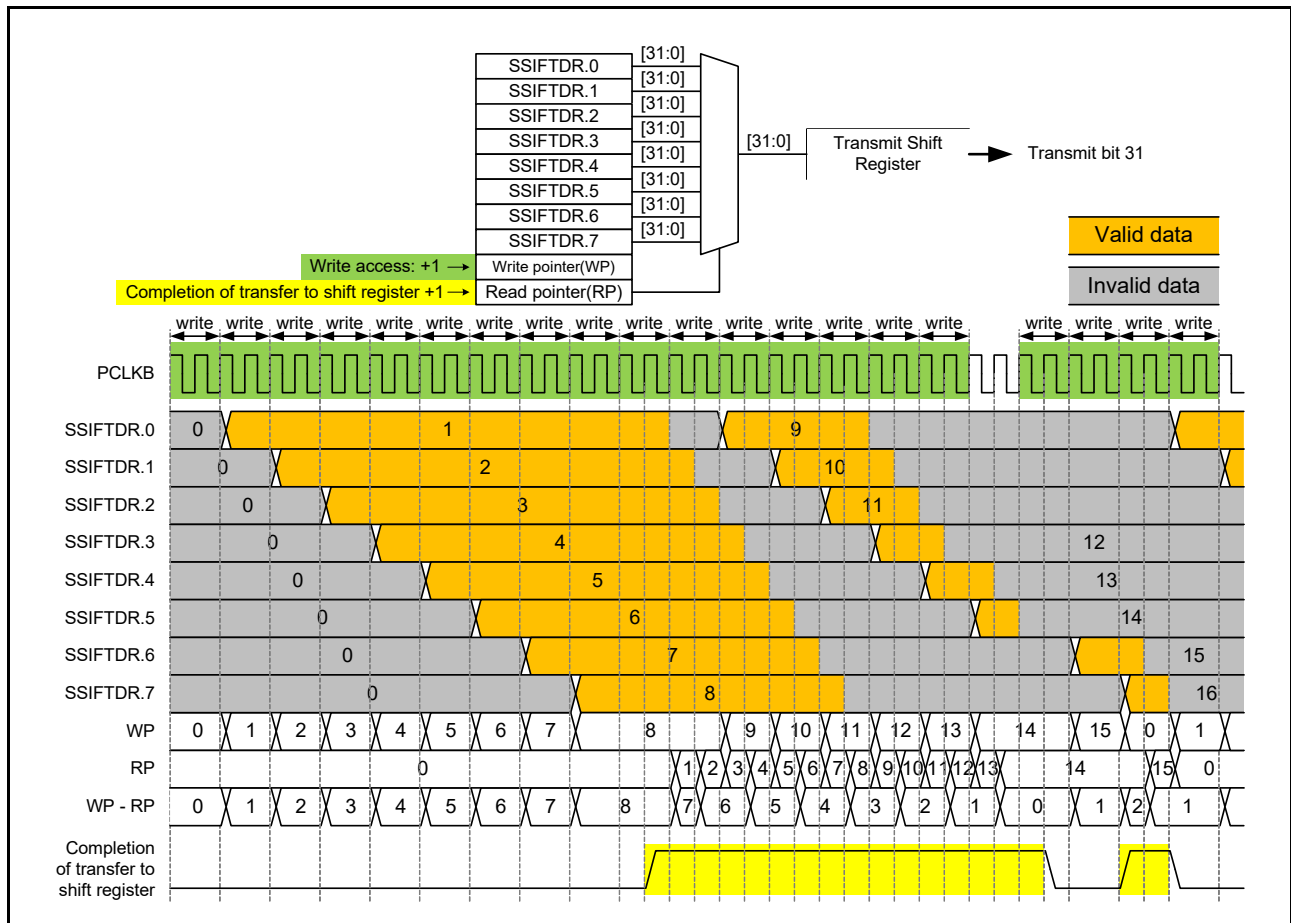 SSIFTDR.0 [31:0]
SSIFTDR.1 [31:0]
SSIFTDR.2 [31:0]
SSIFTDR.3 [31:0]
SSIFTDR.4 [31:0]
SSIFTDR.5 [31:0]
SSIFTDR.6 [31:0]
SSIFTDR.7 [31:0]
[31:0]
Transmit Shift
Register
Transmit bit 31
Valid data
Invalid data
Write access: +1 → Write pointer(WP)
Completion of transfer to shift register +1 → Read pointer(RP)
write write write write write write write write write write write write write write write write write write write write
PCLKB
SSIFTDR.0 0 1 9
SSIFTDR.1 0 2 10
SSIFTDR.2 0 3 11
SSIFTDR.3 0 4 12
SSIFTDR.4 0 5 13
SSIFTDR.5 0 6 14
SSIFTDR.6 0 7 15
SSIFTDR.7 0 8 16
WP 0 1 2 3 4 5 6 7 8 9 10 11 12 13 14 15 0 1
RP 0 1 2 3 4 5 6 7 8 9 10 11 12 13 14 15 0
WP - RP 0 1 2 3 4 5 6 7 8 7 6 5 4 3 2 1 0 1 2 1
Completion
of transfer to
shift register